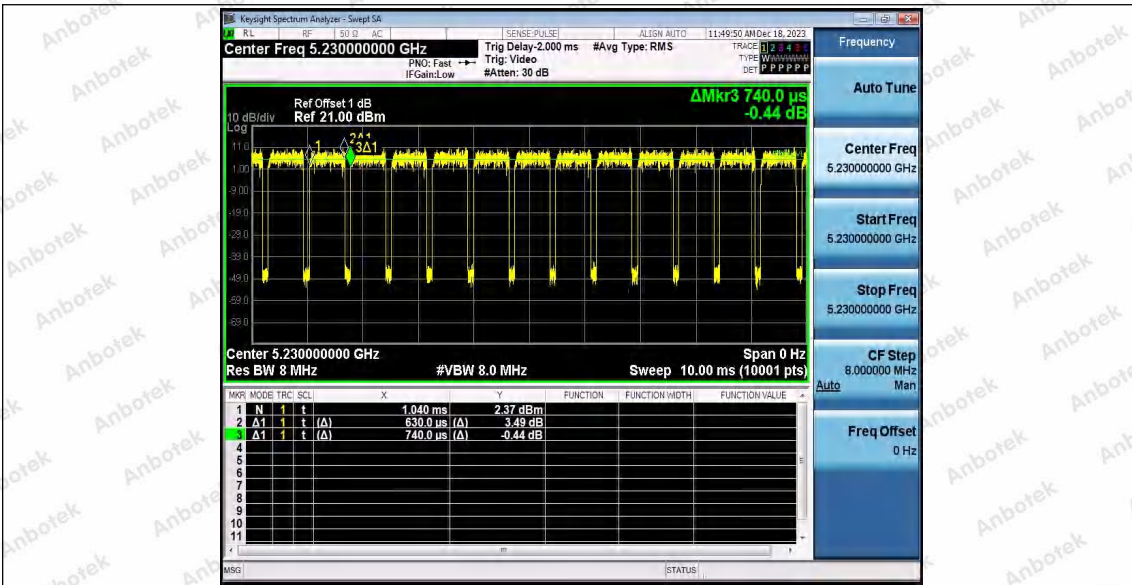 Keysight Spectrum Analyzer - Swept SA
RL RF 50 Ω AC SENSE:PULSE ALIGN AUTO 11:49:50 AM Dec 18, 2023
Center Freq 5.230000000 GHz
PNO: Fast
IFGain:Low
Trig Delay-2.000 ms
Trig: Video
#Atten: 30 dB
#Avg Type: RMS
TRACE 1 2 3 4 5 6
TYPE WWWWWW
DET P P P P P P
Frequency
Auto Tune
Center Freq
5.230000000 GHz
Start Freq
5.230000000 GHz
Stop Freq
5.230000000 GHz
CF Step
8.000000 MHz
Auto Man
Freq Offset
0 Hz
ΔMkr3 740.0 µs
-0.44 dB
Ref Offset 1 dB
10 dB/div Ref 21.00 dBm
Log
11.0
1.00
-9.00
-19.0
-29.0
-39.0
-49.0
-59.0
-69.0
1
2Δ1
3Δ1
Center 5.230000000 GHz Span 0 Hz
Res BW 8 MHz #VBW 8.0 MHz Sweep 10.00 ms (10001 pts)
MKR MODE TRC SCL X Y FUNCTION FUNCTION WIDTH FUNCTION VALUE
1 N 1 t 1.040 ms 2.37 dBm
2 Δ1 1 t (Δ) 630.0 µs (Δ) 3.49 dB
3 Δ1 1 t (Δ) 740.0 µs (Δ) -0.44 dB
4
5
6
7
8
9
10
11
MSG STATUS
Anbotek